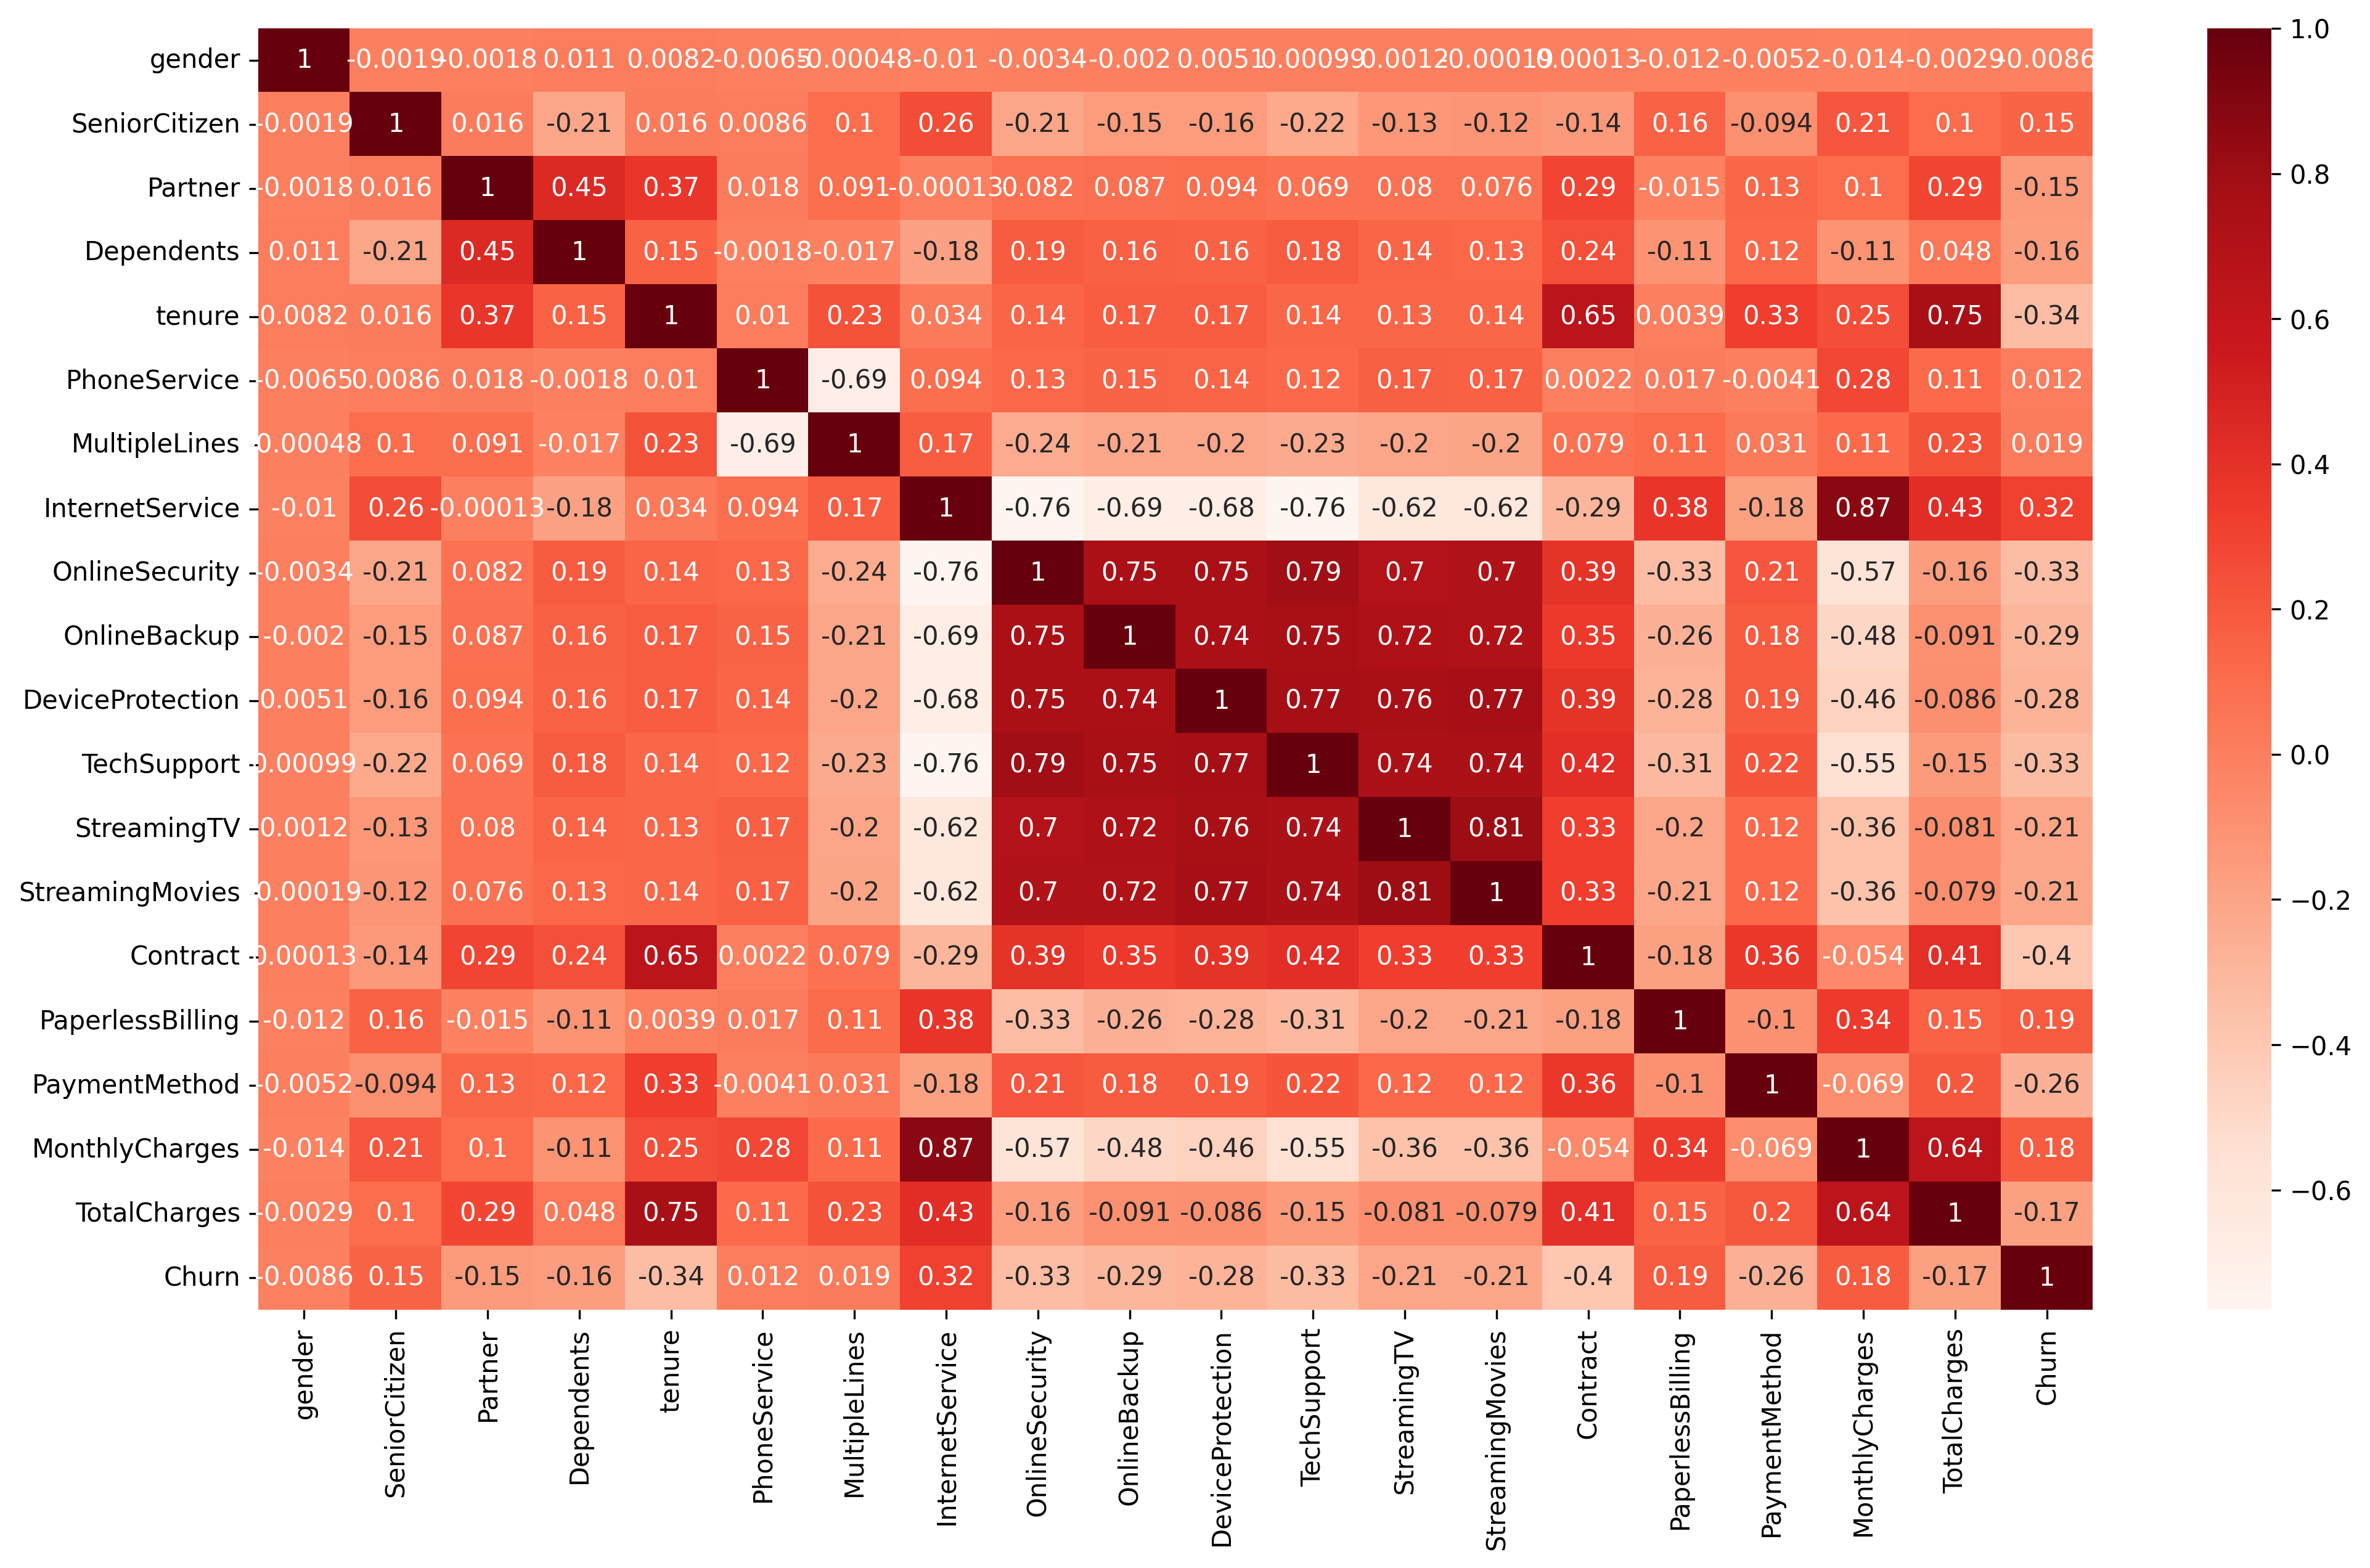 gender 1 -0.0019 -0.0018 0.011 0.0082 -0.0065 -0.00048 -0.01 -0.0034 -0.002 0.0051 0.00099 0.0012 0.00019 0.00013 -0.012 -0.0052 -0.014 -0.0029 -0.0086 1.0
SeniorCitizen -0.0019 1 0.016 -0.21 0.016 0.0086 0.1 0.26 -0.21 -0.15 -0.16 -0.22 -0.13 -0.12 -0.14 0.16 -0.094 0.21 0.1 0.15
Partner -0.0018 0.016 1 0.45 0.37 0.018 0.091 -0.00013 0.082 0.087 0.094 0.069 0.08 0.076 0.29 -0.015 0.13 0.1 0.29 -0.15 0.8
Dependents 0.011 -0.21 0.45 1 0.15 -0.0018 -0.017 -0.18 0.19 0.16 0.16 0.18 0.14 0.13 0.24 -0.11 0.12 -0.11 0.048 -0.16
tenure 0.0082 0.016 0.37 0.15 1 0.01 0.23 0.034 0.14 0.17 0.17 0.14 0.13 0.14 0.65 0.0039 0.33 0.25 0.75 -0.34 0.6
PhoneService -0.0065 0.0086 0.018 -0.0018 0.01 1 -0.69 0.094 0.13 0.15 0.14 0.12 0.17 0.17 0.0022 0.017 -0.0041 0.28 0.11 0.012
MultipleLines -0.00048 0.1 0.091 -0.017 0.23 -0.69 1 0.17 -0.24 -0.21 -0.2 -0.23 -0.2 -0.2 0.079 0.11 0.031 0.11 0.23 0.019 0.4
InternetService -0.01 0.26 -0.00013 -0.18 0.034 0.094 0.17 1 -0.76 -0.69 -0.68 -0.76 -0.62 -0.62 -0.29 0.38 -0.18 0.87 0.43 0.32
OnlineSecurity -0.0034 -0.21 0.082 0.19 0.14 0.13 -0.24 -0.76 1 0.75 0.75 0.79 0.7 0.7 0.39 -0.33 0.21 -0.57 -0.16 -0.33
OnlineBackup -0.002 -0.15 0.087 0.16 0.17 0.15 -0.21 -0.69 0.75 1 0.74 0.75 0.72 0.72 0.35 -0.26 0.18 -0.48 -0.091 -0.29 0.2
DeviceProtection 0.0051 -0.16 0.094 0.16 0.17 0.14 -0.2 -0.68 0.75 0.74 1 0.77 0.76 0.77 0.39 -0.28 0.19 -0.46 -0.086 -0.28
TechSupport 0.00099 -0.22 0.069 0.18 0.14 0.12 -0.23 -0.76 0.79 0.75 0.77 1 0.74 0.74 0.42 -0.31 0.22 -0.55 -0.15 -0.33 0.0
StreamingTV 0.0012 -0.13 0.08 0.14 0.13 0.17 -0.2 -0.62 0.7 0.72 0.76 0.74 1 0.81 0.33 -0.2 0.12 -0.36 -0.081 -0.21
StreamingMovies 0.00019 -0.12 0.076 0.13 0.14 0.17 -0.2 -0.62 0.7 0.72 0.77 0.74 0.81 1 0.33 -0.21 0.12 -0.36 -0.079 -0.21 −0.2
Contract 0.00013 -0.14 0.29 0.24 0.65 0.0022 0.079 -0.29 0.39 0.35 0.39 0.42 0.33 0.33 1 -0.18 0.36 -0.054 0.41 -0.4
PaperlessBilling -0.012 0.16 -0.015 -0.11 0.0039 0.017 0.11 0.38 -0.33 -0.26 -0.28 -0.31 -0.2 -0.21 -0.18 1 -0.1 0.34 0.15 0.19 −0.4
PaymentMethod -0.0052 -0.094 0.13 0.12 0.33 -0.0041 0.031 -0.18 0.21 0.18 0.19 0.22 0.12 0.12 0.36 -0.1 1 -0.069 0.2 -0.26
MonthlyCharges -0.014 0.21 0.1 -0.11 0.25 0.28 0.11 0.87 -0.57 -0.48 -0.46 -0.55 -0.36 -0.36 -0.054 0.34 -0.069 1 0.64 0.18
TotalCharges -0.0029 0.1 0.29 0.048 0.75 0.11 0.23 0.43 -0.16 -0.091 -0.086 -0.15 -0.081 -0.079 0.41 0.15 0.2 0.64 1 -0.17 −0.6
Churn -0.0086 0.15 -0.15 -0.16 -0.34 0.012 0.019 0.32 -0.33 -0.29 -0.28 -0.33 -0.21 -0.21 -0.4 0.19 -0.26 0.18 -0.17 1
gender SeniorCitizen Partner Dependents tenure PhoneService MultipleLines InternetService OnlineSecurity OnlineBackup DeviceProtection TechSupport StreamingTV StreamingMovies Contract PaperlessBilling PaymentMethod MonthlyCharges TotalCharges Churn